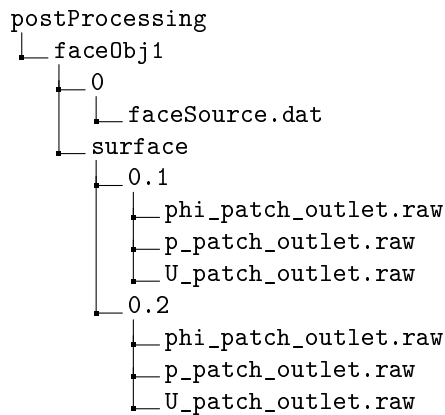 postProcessing
faceObj1
0
faceSource.dat
surface
0.1
phi_patch_outlet.raw
p_patch_outlet.raw
U_patch_outlet.raw
0.2
phi_patch_outlet.raw
p_patch_outlet.raw
U_patch_outlet.raw